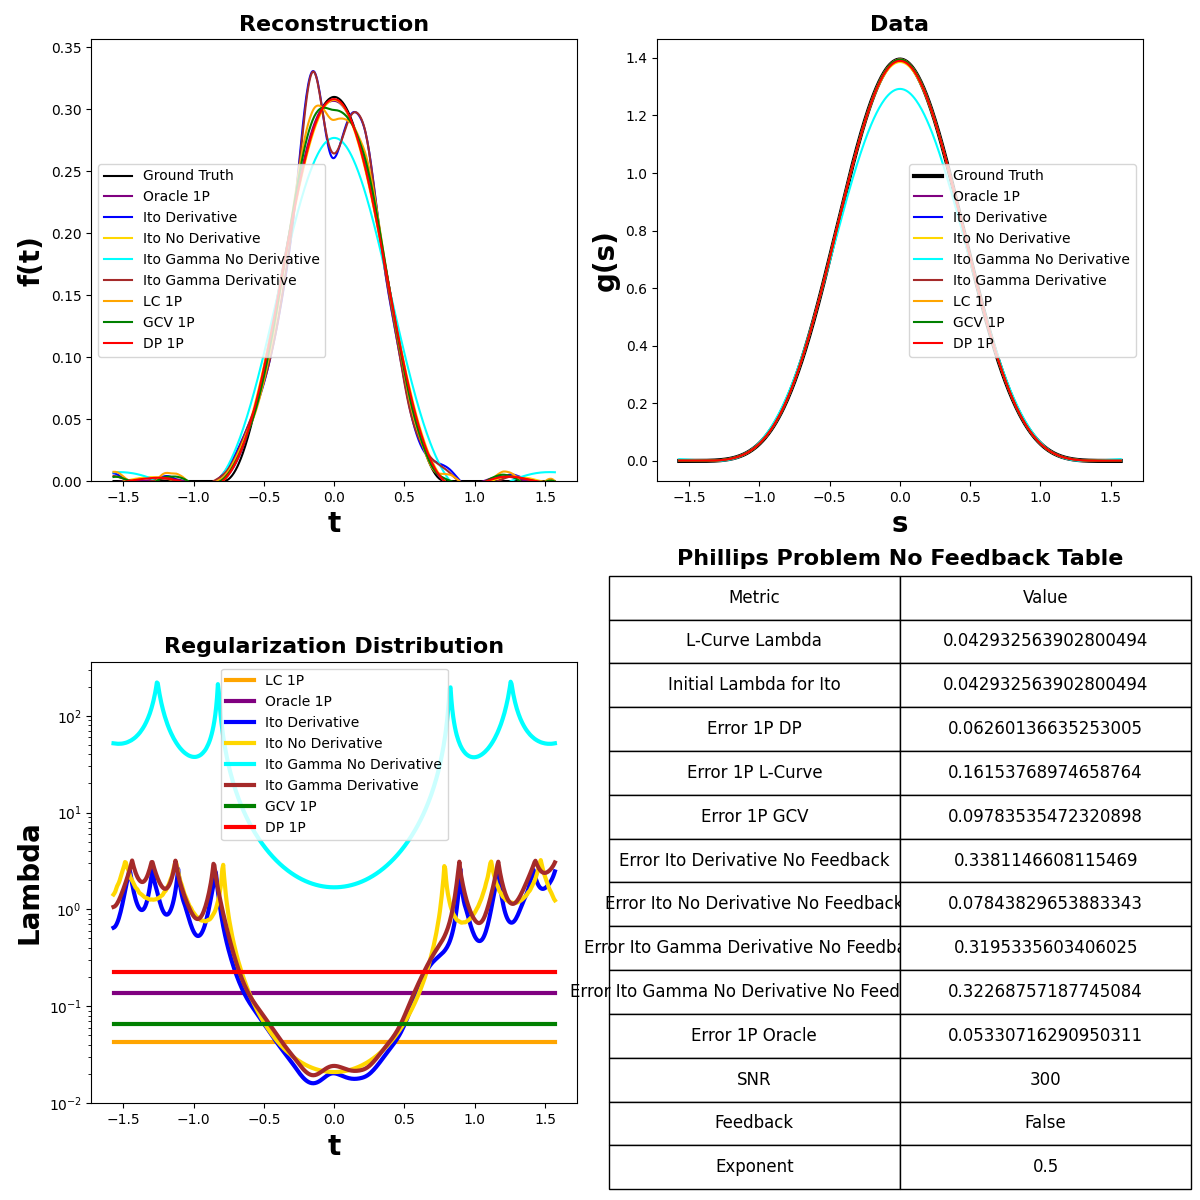 Reconstruction
0.35
0.30
0.25
0.20
0.15
0.10
0.05
0.00
f(t)
Ground Truth
Oracle 1P
Ito Derivative
Ito No Derivative
Ito Gamma No Derivative
Ito Gamma Derivative
LC 1P
GCV 1P
DP 1P
−1.5 −1.0 −0.5 0.0 0.5 1.0 1.5
t
Data
1.4
1.2
1.0
0.8
0.6
0.4
0.2
0.0
g(s)
Ground Truth
Oracle 1P
Ito Derivative
Ito No Derivative
Ito Gamma No Derivative
Ito Gamma Derivative
LC 1P
GCV 1P
DP 1P
−1.5 −1.0 −0.5 0.0 0.5 1.0 1.5
s
Regularization Distribution
10²
10¹
10⁰
10⁻¹
10⁻²
Lambda
LC 1P
Oracle 1P
Ito Derivative
Ito No Derivative
Ito Gamma No Derivative
Ito Gamma Derivative
GCV 1P
DP 1P
−1.5 −1.0 −0.5 0.0 0.5 1.0 1.5
t
Phillips Problem No Feedback Table
Metric Value
L-Curve Lambda 0.042932563902800494
Initial Lambda for Ito 0.042932563902800494
Error 1P DP 0.06260136635253005
Error 1P L-Curve 0.16153768974658764
Error 1P GCV 0.09783535472320898
Error Ito Derivative No Feedback 0.3381146608115469
Error Ito No Derivative No Feedback 0.07843829653883343
Error Ito Gamma Derivative No Feedba 0.3195335603406025
Error Ito Gamma No Derivative No Feed 0.32268757187745084
Error 1P Oracle 0.05330716290950311
SNR 300
Feedback False
Exponent 0.5